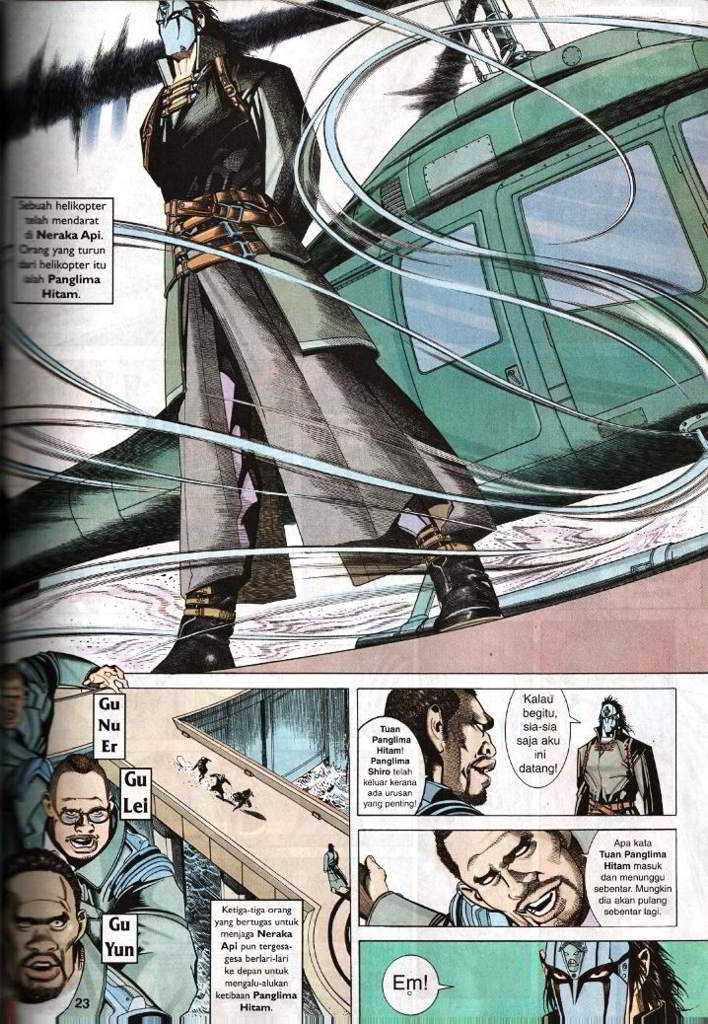 Sebuah helikopter
telah mendarat
di Neraka Api.
Orang yang turun
dari helikopter itu
ialah Panglima
Hitam.
Gu
Nu
Er
Gu
Lei
Gu
Yun
Ketiga-tiga orang
yang bertugas untuk
menjaga Neraka
Api pun tergesa-
gesa berlari-lari
ke depan untuk
mengalu-alukan
ketibaan Panglima
Hitam.
Tuan
Panglima
Hitam!
Panglima
Shiro telah
keluar kerana
ada urusan
yang penting!
Kalau
begitu,
sia-sia
saja aku
ini
datang!
Apa kata
Tuan Panglima
Hitam masuk
dan menunggu
sebentar. Mungkin
dia akan pulang
sebentar lagi.
Em!
23